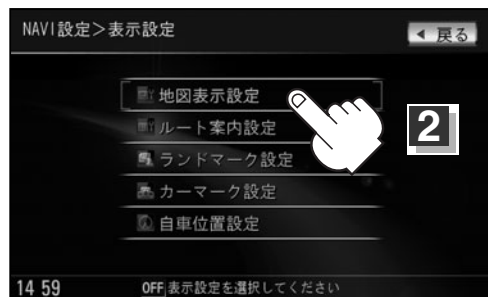 NAVI設定＞表示設定
◀ 戻る
地図表示設定
ルート案内設定
2
ランドマーク設定
カーマーク設定
自車位置設定
14 59 OFF 表示設定を選択してください